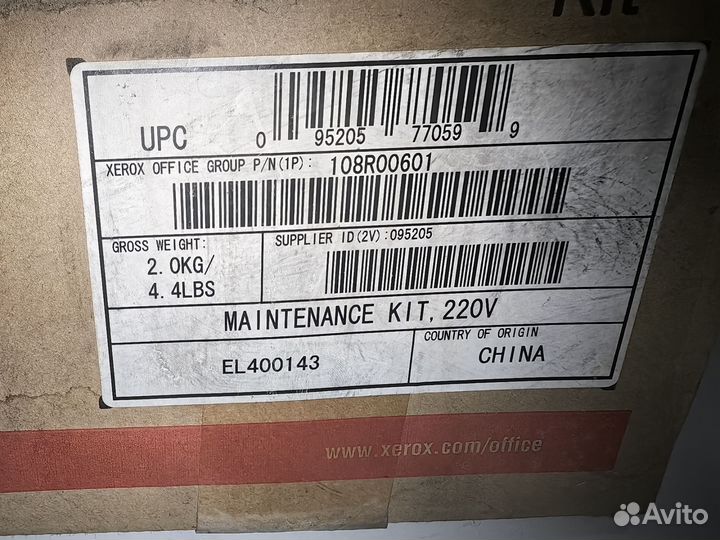 Kit
UPC
0 95205 77059 9
XEROX OFFICE GROUP P/N(1P): 108R00601
GROSS WEIGHT:
2.0KG/
4.4LBS
SUPPLIER ID(2V):095205
MAINTENANCE KIT, 220V
EL400143
COUNTRY OF ORIGIN
CHINA
www.xerox.com/office
Avito